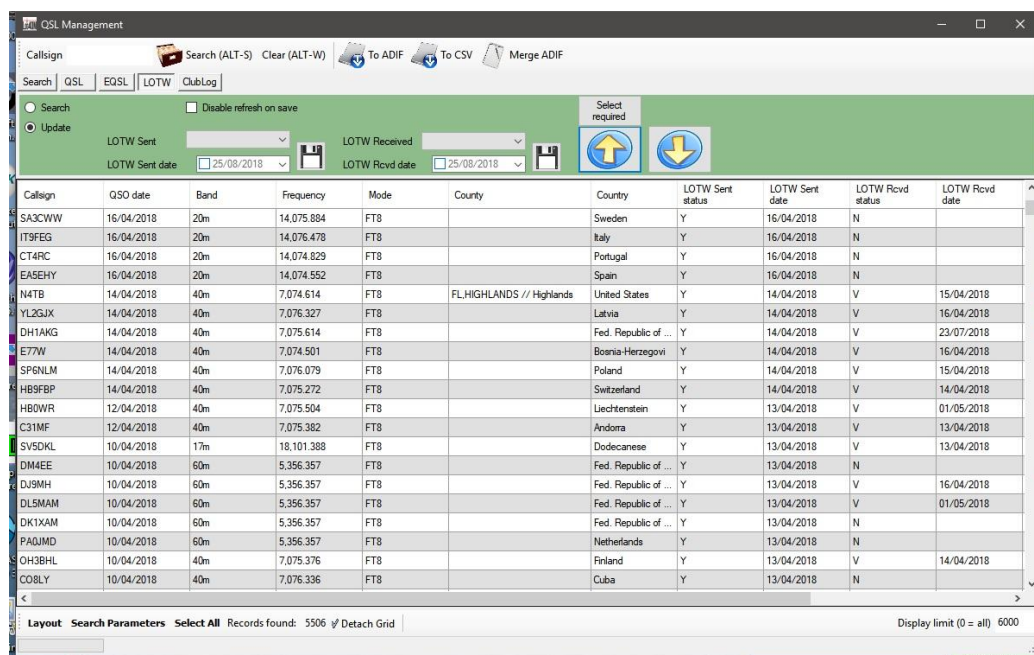 QSL Management
Callsign Search (ALT-S) Clear (ALT-W) To ADIF To CSV Merge ADIF
Search QSL EQSL LOTW ClubLog
Search Disable refresh on save Select required
Update
LOTW Sent LOTW Received
LOTW Sent date 25/08/2018 LOTW Rcvd date 25/08/2018
Callsign QSO date Band Frequency Mode County Country LOTW Sent status LOTW Sent date LOTW Rcvd status LOTW Rcvd date
SA3CWW 16/04/2018 20m 14,075.884 FT8 Sweden Y 16/04/2018 N
IT9FEG 16/04/2018 20m 14,076.478 FT8 Italy Y 16/04/2018 N
CT4RC 16/04/2018 20m 14,074.829 FT8 Portugal Y 16/04/2018 N
EA5EHY 16/04/2018 20m 14,074.552 FT8 Spain Y 16/04/2018 N
N4TB 14/04/2018 40m 7,074.614 FT8 FL,HIGHLANDS // Highlands United States Y 14/04/2018 V 15/04/2018
YL2GJX 14/04/2018 40m 7,076.327 FT8 Latvia Y 14/04/2018 V 16/04/2018
DH1AKG 14/04/2018 40m 7,075.614 FT8 Fed. Republic of ... Y 14/04/2018 V 23/07/2018
E77W 14/04/2018 40m 7,074.501 FT8 Bosnia-Herzegovi Y 14/04/2018 V 16/04/2018
SP6NLM 14/04/2018 40m 7,076.079 FT8 Poland Y 14/04/2018 V 15/04/2018
HB9FBP 14/04/2018 40m 7,075.272 FT8 Switzerland Y 14/04/2018 V 14/04/2018
HB0WR 12/04/2018 40m 7,075.504 FT8 Liechtenstein Y 13/04/2018 V 01/05/2018
C31MF 12/04/2018 40m 7,075.382 FT8 Andorra Y 13/04/2018 V 13/04/2018
SV5DKL 10/04/2018 17m 18,101.388 FT8 Dodecanese Y 13/04/2018 V 13/04/2018
DM4EE 10/04/2018 60m 5,356.357 FT8 Fed. Republic of ... Y 13/04/2018 N
DJ9MH 10/04/2018 60m 5,356.357 FT8 Fed. Republic of ... Y 13/04/2018 V 16/04/2018
DL5MAM 10/04/2018 60m 5,356.357 FT8 Fed. Republic of ... Y 13/04/2018 V 01/05/2018
DK1XAM 10/04/2018 60m 5,356.357 FT8 Fed. Republic of ... Y 13/04/2018 N
PA0JMD 10/04/2018 60m 5,356.357 FT8 Netherlands Y 13/04/2018 N
OH3BHL 10/04/2018 40m 7,075.376 FT8 Finland Y 13/04/2018 V 14/04/2018
CO8LY 10/04/2018 40m 7,076.336 FT8 Cuba Y 13/04/2018 N
Layout Search Parameters Select All Records found: 5506 Detach Grid Display limit (0 = all) 6000